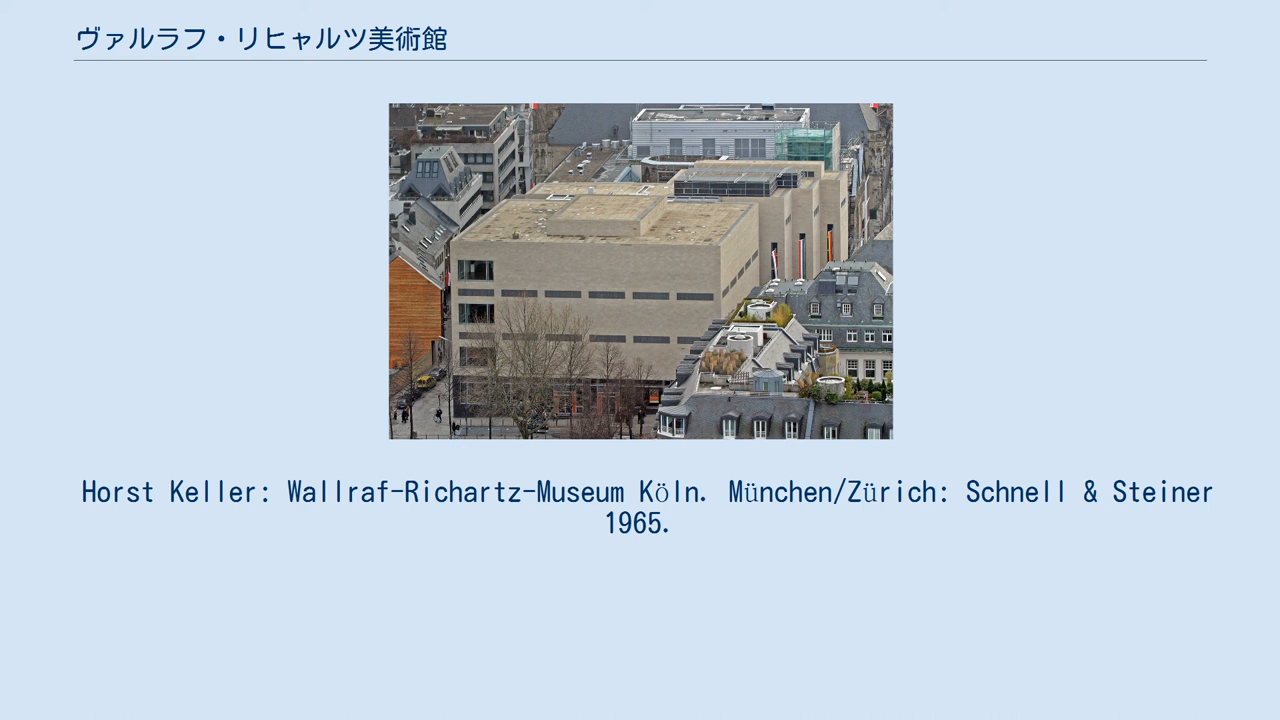 ヴァルラフ・リヒャルツ美術館
Horst Keller: Wallraf-Richartz-Museum Köln. München/Zürich: Schnell & Steiner
1965.